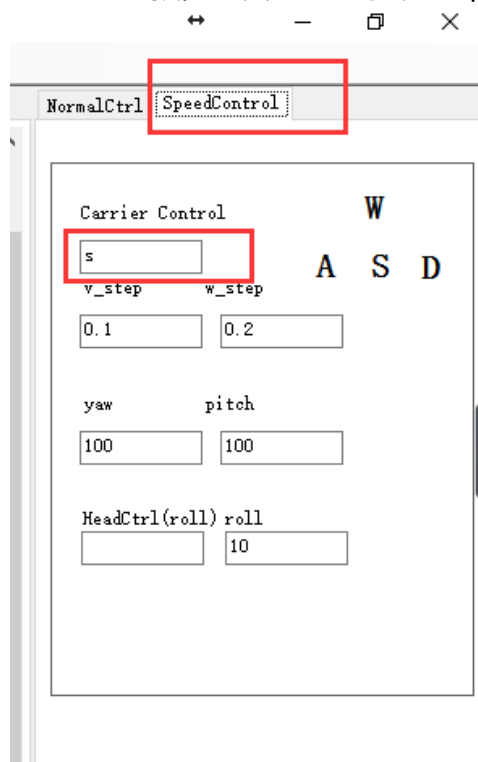 NormalCtrl SpeedControl
Carrier Control W
s
A S D
v_step w_step
0.1 0.2
yaw pitch
100 100
HeadCtrl(roll) roll
10